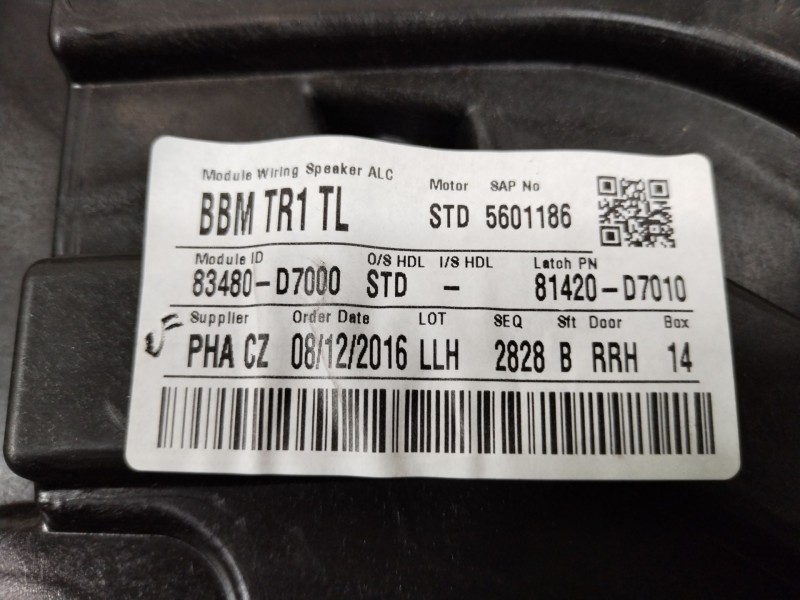 Module Wiring Speaker ALC Motor SAP No
BBM TR1 TL STD 5601186
Module ID O/S HDL I/S HDL Latch PN
83480-D7000 STD - 81420-D7010
Supplier Order Date LOT SEQ Sft Door Box
PHA CZ 08/12/2016 LLH 2828 B RRH 14